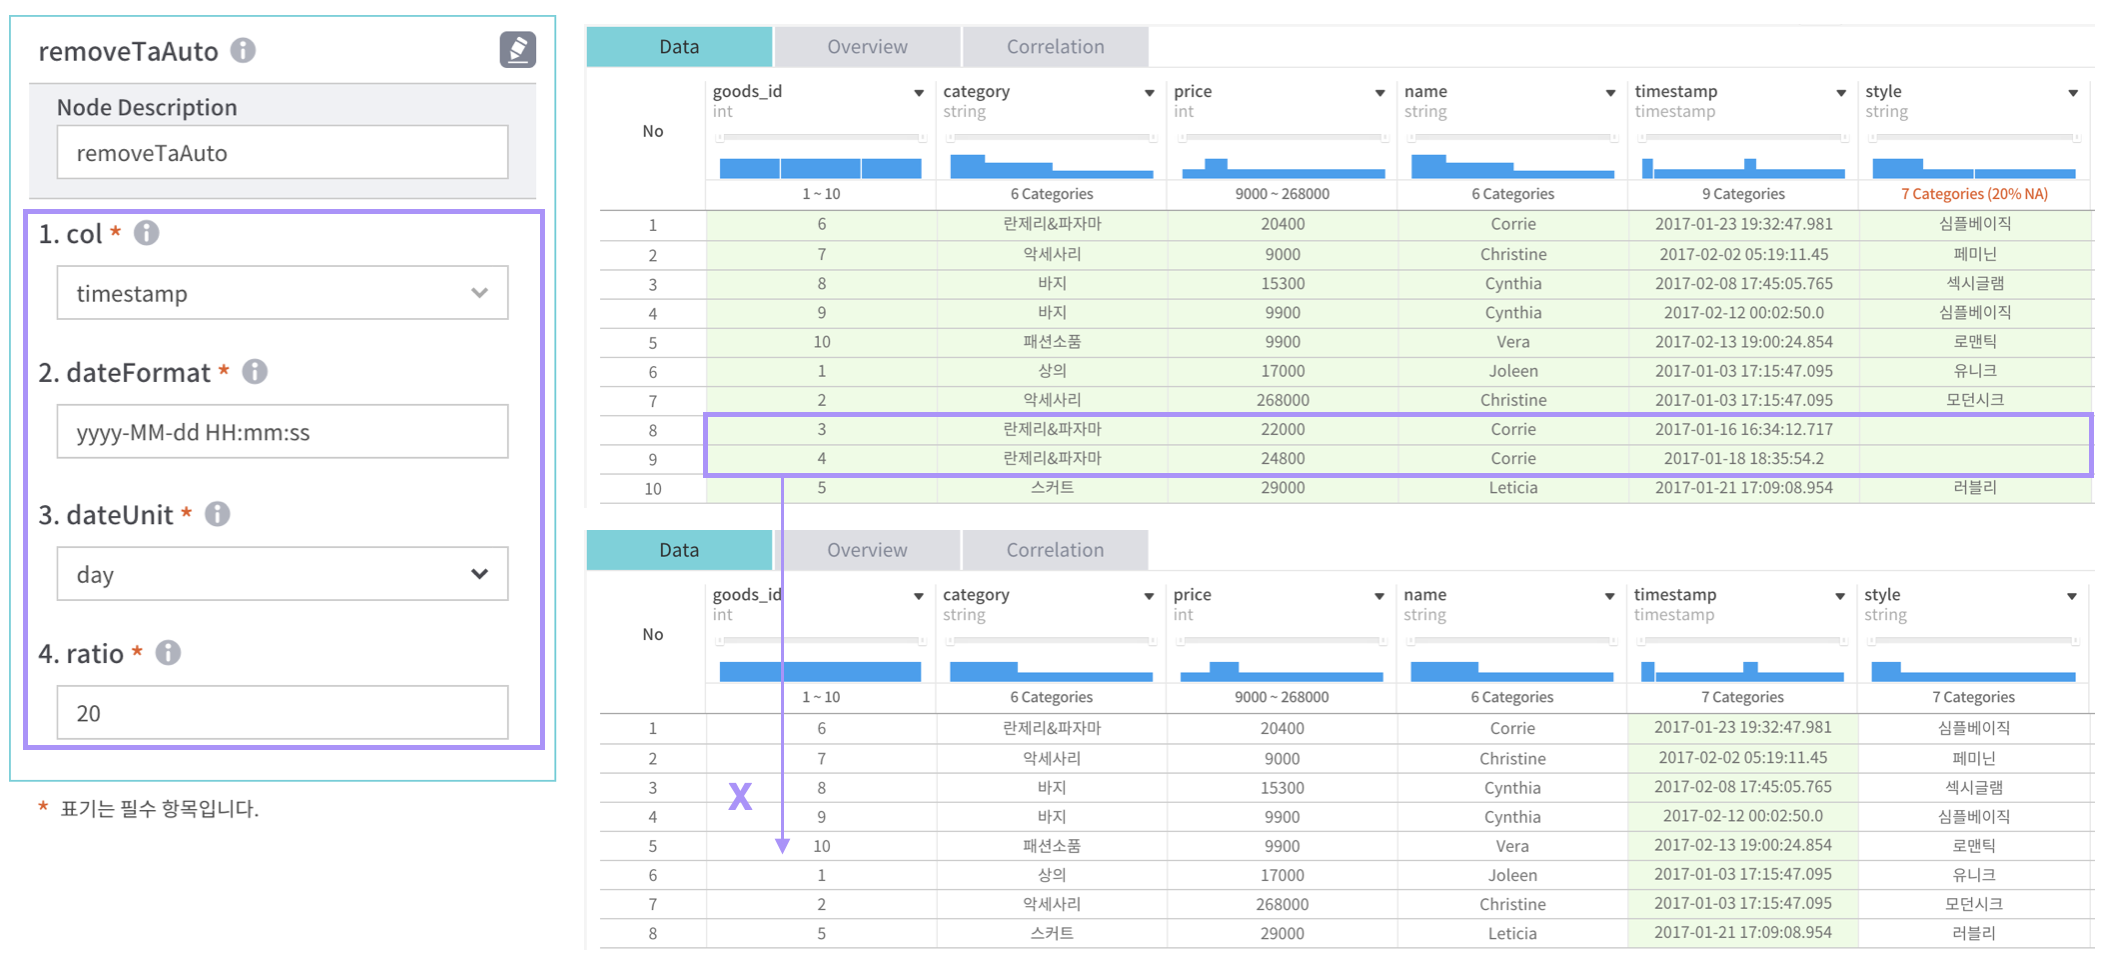 removeTaAuto
Node Description
removeTaAuto
1. col *
timestamp
2. dateFormat *
yyyy-MM-dd HH:mm:ss
3. dateUnit *
day
4. ratio *
20
* 표기는 필수 항목입니다.
Data Overview Correlation
No goods_id category price name timestamp style
int string int string timestamp string
1 ~ 10 6 Categories 9000 ~ 268000 6 Categories 9 Categories 7 Categories (20% NA)
1 6 란제리&파자마 20400 Corrie 2017-01-23 19:32:47.981 심플베이직
2 7 악세사리 9000 Christine 2017-02-02 05:19:11.45 페미닌
3 8 바지 15300 Cynthia 2017-02-08 17:45:05.765 섹시글램
4 9 바지 9900 Cynthia 2017-02-12 00:02:50.0 심플베이직
5 10 패션소품 9900 Vera 2017-02-13 19:00:24.854 로맨틱
6 1 상의 17000 Joleen 2017-01-03 17:15:47.095 유니크
7 2 악세사리 268000 Christine 2017-01-03 17:15:47.095 모던시크
8 3 란제리&파자마 22000 Corrie 2017-01-16 16:34:12.717
9 4 란제리&파자마 24800 Corrie 2017-01-18 18:35:54.2
10 5 스커트 29000 Leticia 2017-01-21 17:09:08.954 러블리
Data Overview Correlation
No goods_id category price name timestamp style
int string int string timestamp string
1 ~ 10 6 Categories 9000 ~ 268000 6 Categories 7 Categories 7 Categories
1 6 란제리&파자마 20400 Corrie 2017-01-23 19:32:47.981 심플베이직
2 7 악세사리 9000 Christine 2017-02-02 05:19:11.45 페미닌
3 8 바지 15300 Cynthia 2017-02-08 17:45:05.765 섹시글램
X
4 9 바지 9900 Cynthia 2017-02-12 00:02:50.0 심플베이직
5 10 패션소품 9900 Vera 2017-02-13 19:00:24.854 로맨틱
6 1 상의 17000 Joleen 2017-01-03 17:15:47.095 유니크
7 2 악세사리 268000 Christine 2017-01-03 17:15:47.095 모던시크
8 5 스커트 29000 Leticia 2017-01-21 17:09:08.954 러블리